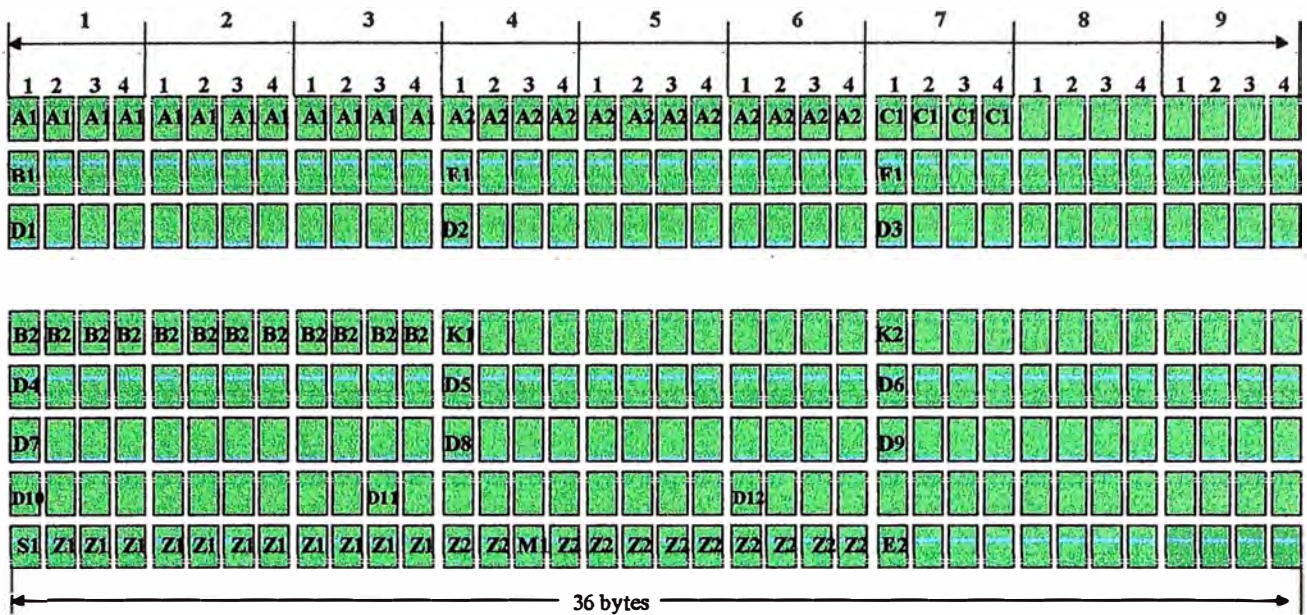 1 2 3 4 5 6 7 8 9
1 2 3 4 1 2 3 4 1 2 3 4 1 2 3 4 1 2 3 4 1 2 3 4 1 2 3 4 1 2 3 4 1 2 3 4
A1 A1 A1 A1 A1 A1 A1 A1 A1 A1 A1 A1 A2 A2 A2 A2 A2 A2 A2 A2 A2 A2 A2 A2 C1 C1 C1 C1
B1 E1 F1
D1 D2 D3
B2 B2 B2 B2 B2 B2 B2 B2 B2 B2 B2 B2 K1 K2
D4 D5 D6
D7 D8 D9
D10 D11 D12
S1 Z1 Z1 Z1 Z1 Z1 Z1 Z1 Z1 Z1 Z1 Z1 Z2 Z2 M1 Z2 Z2 Z2 Z2 Z2 Z2 Z2 Z2 Z2 E2
36 bytes